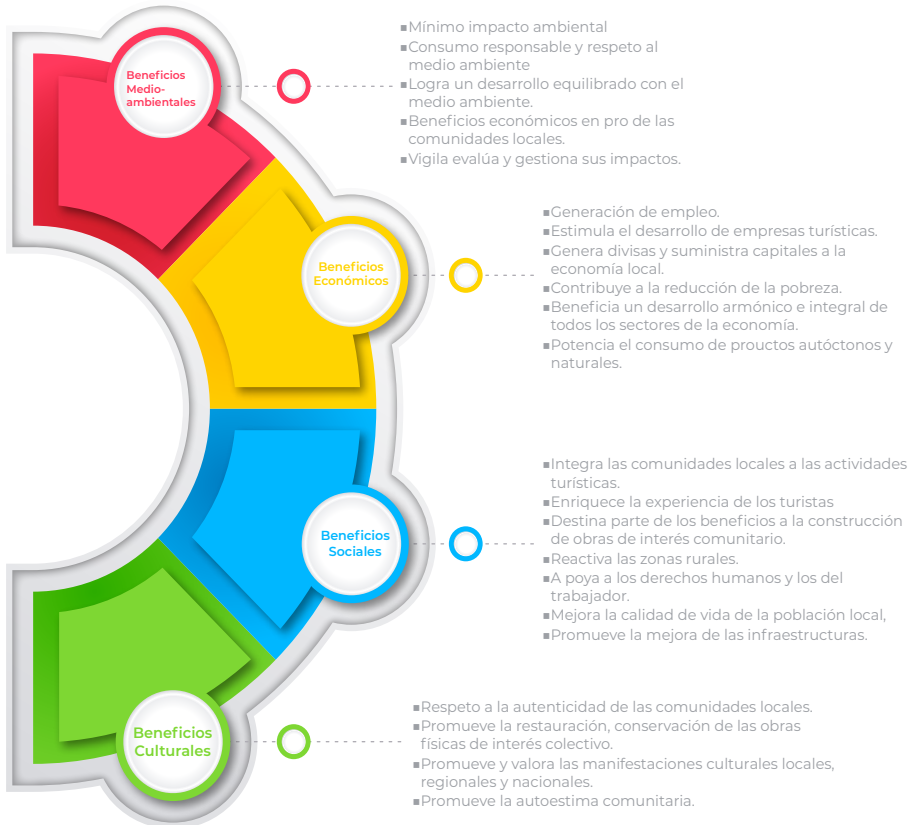 Beneficios
Medio-
ambientales
▪Mínimo impacto ambiental
▪Consumo responsable y respeto al
medio ambiente
▪Logra un desarrollo equilibrado con el
medio ambiente.
▪Beneficios económicos en pro de las
comunidades locales.
▪Vigila evalúa y gestiona sus impactos.
Beneficios
Económicos
▪Generación de empleo.
▪Estimula el desarrollo de empresas turísticas.
▪Genera divisas y suministra capitales a la
economía local.
▪Contribuye a la reducción de la pobreza.
▪Beneficia un desarrollo armónico e integral de
todos los sectores de la economía.
▪Potencia el consumo de prouctos autóctonos y
naturales.
Beneficios
Sociales
▪Integra las comunidades locales a las actividades
turísticas.
▪Enriquece la experiencia de los turistas
▪Destina parte de los beneficios a la construcción
de obras de interés comunitario.
▪Reactiva las zonas rurales.
▪A poya a los derechos humanos y los del
trabajador.
▪Mejora la calidad de vida de la población local,
▪Promueve la mejora de las infraestructuras.
Beneficios
Culturales
▪Respeto a la autenticidad de las comunidades locales.
▪Promueve la restauración, conservación de las obras
físicas de interés colectivo.
▪Promueve y valora las manifestaciones culturales locales,
regionales y nacionales.
▪Promueve la autoestima comunitaria.